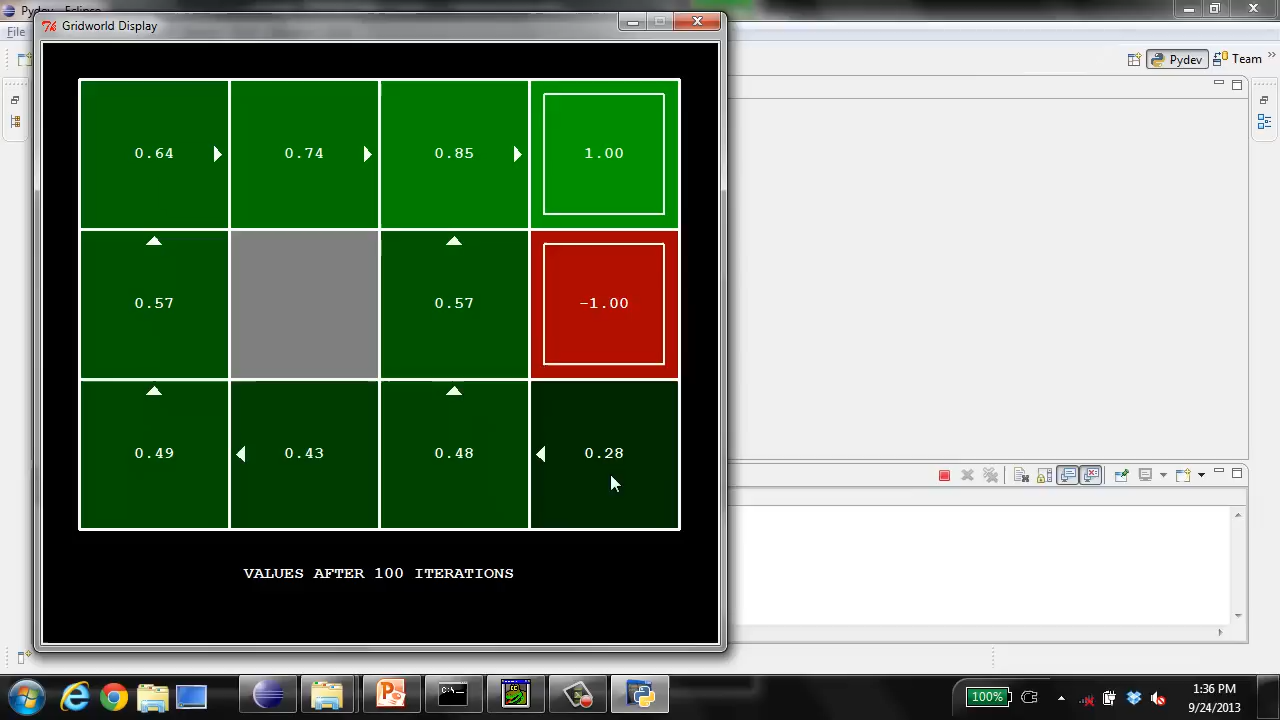 Pydev - Eclipse
Gridworld Display
File
Pydev
Team
0.64 0.74 0.85 1.00
0.57 0.57 -1.00
0.49 0.43 0.48 0.28
VALUES AFTER 100 ITERATIONS
100%
1:36 PM
9/24/2013